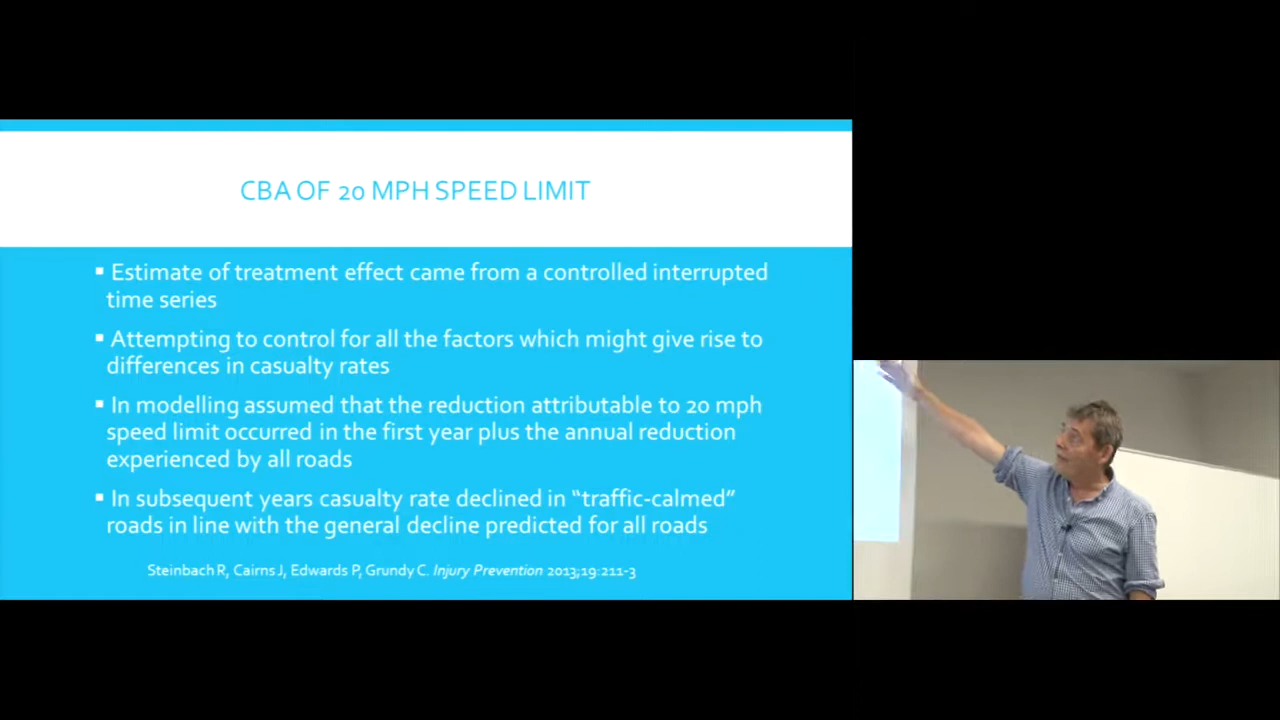 CBA OF 20 MPH SPEED LIMIT
▪ Estimate of treatment effect came from a controlled interrupted
time series
▪ Attempting to control for all the factors which might give rise to
differences in casualty rates
▪ In modelling assumed that the reduction attributable to 20 mph
speed limit occurred in the first year plus the annual reduction
experienced by all roads
▪ In subsequent years casualty rate declined in “traffic-calmed”
roads in line with the general decline predicted for all roads
Steinbach R, Cairns J, Edwards P, Grundy C. Injury Prevention 2013;19:211-3